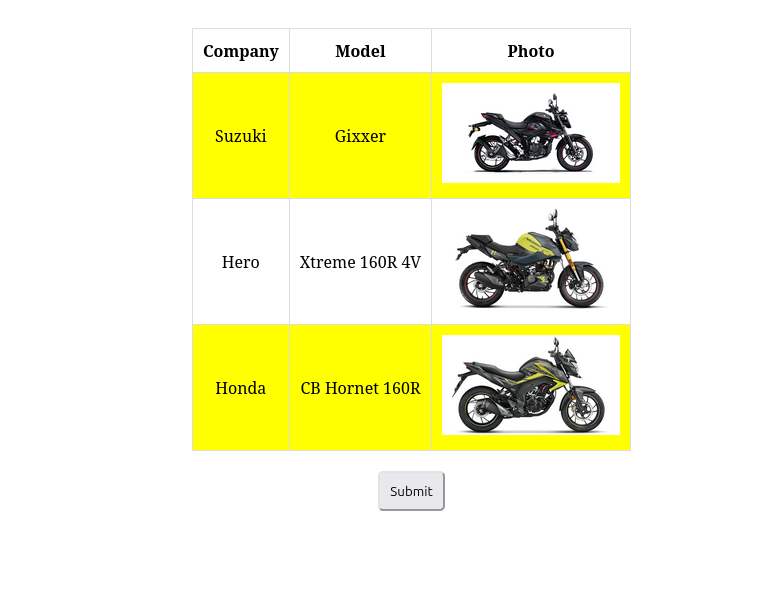 Company Model Photo
Suzuki Gixxer
Hero Xtreme 160R 4V
Honda CB Hornet 160R
Submit